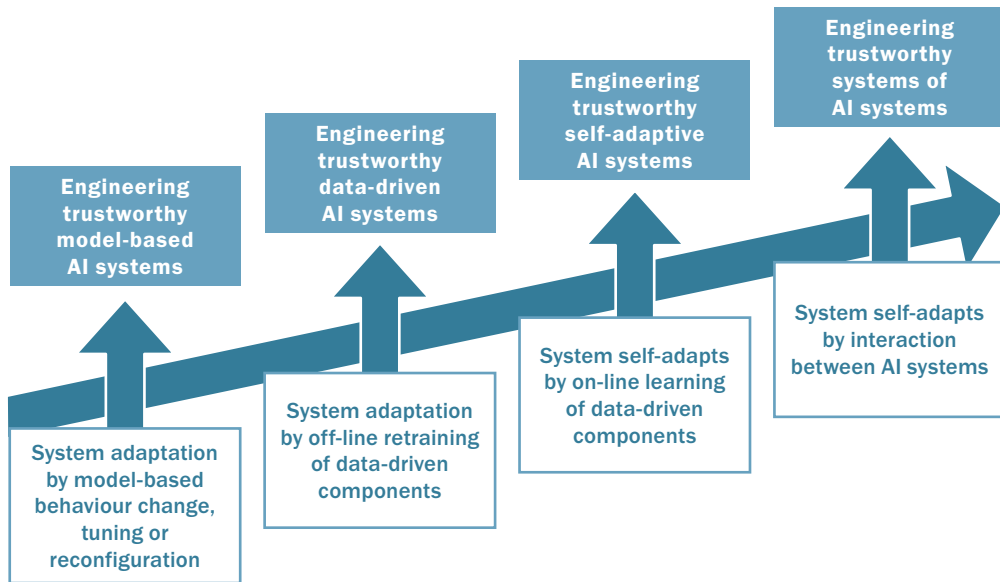 Engineering
trustworthy
model-based
AI systems
Engineering
trustworthy
data-driven
AI systems
Engineering
trustworthy
self-adaptive
AI systems
Engineering
trustworthy
systems of
AI systems
System adaptation
by model-based
behaviour change,
tuning or
reconfiguration
System adaptation
by off-line retraining
of data-driven
components
System self-adapts
by on-line learning
of data-driven
components
System self-adapts
by interaction
between AI systems